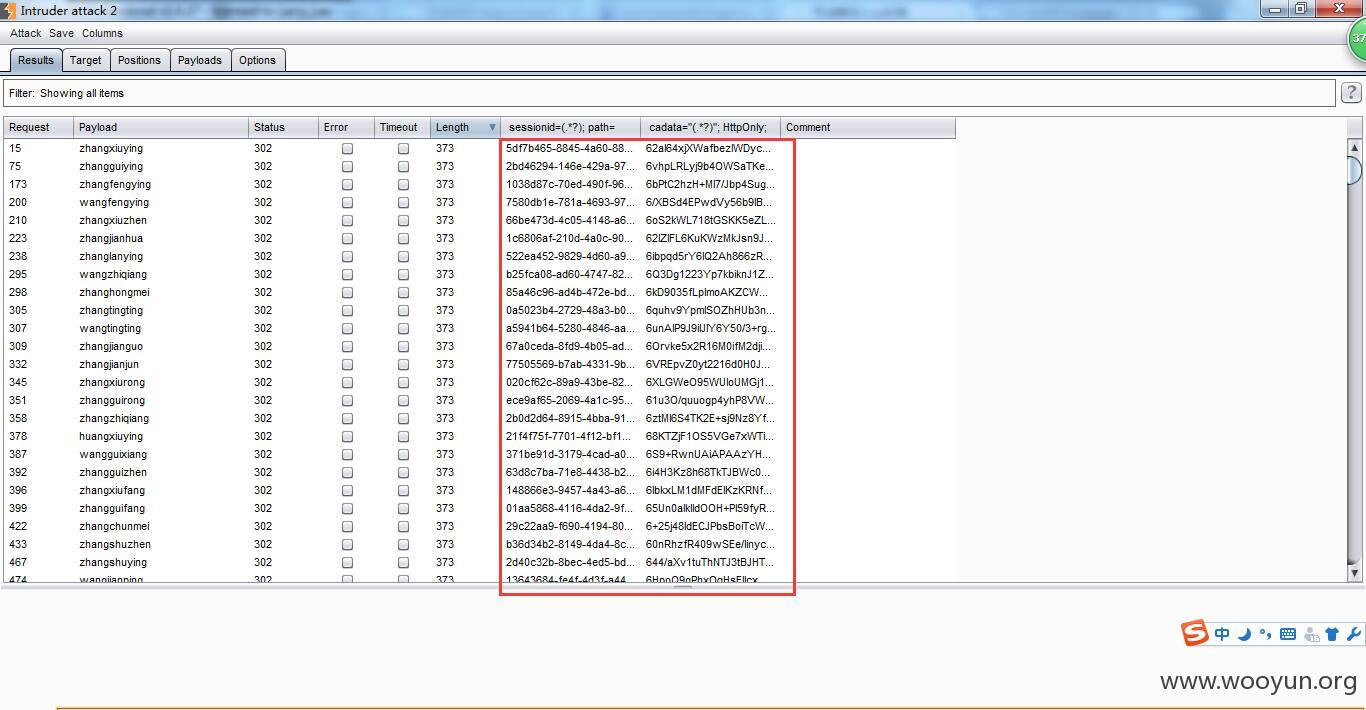 Intruder attack 2
Attack Save Columns
37
Results Target Positions Payloads Options
Filter: Showing all items
?
Request Payload Status Error Timeout Length sessionid=(.*?); path= cadata="(.*?)"; HttpOnly; Comment
15 zhangxiuying 302 373 5df7b465-8845-4a60-88... 62al64xjXWafbezlWDyc...
75 zhangguiying 302 373 2bd46294-146e-429a-97... 6vhpLRLyj9b4OWSaTKe...
173 zhangfengying 302 373 1038d87c-70ed-490f-96... 6bPtC2hzH+Ml7/Jbp4Sug...
200 wangfengying 302 373 7580db1e-781a-4693-97... 6/XBSd4EPwdVy56b9lB...
210 zhangxiuzhen 302 373 66be473d-4c05-4148-a6... 6oS2kWL718tGSKK5eZL...
223 zhangjianhua 302 373 1c6806af-210d-4a0c-90... 62lZlFL6KuKWzMkJsn9J...
238 zhanglanying 302 373 522ea452-9829-4d60-a9... 6ibpqd5rY6lQ2Ah866zR...
295 wangzhiqiang 302 373 b25fca08-ad60-4747-82... 6Q3Dg1223Yp7kbiknJ1Z...
298 zhanghongmei 302 373 85a46c96-ad4b-472e-bd... 6kD9035fLplmoAKZCW...
305 zhangtingting 302 373 0a5023b4-2729-48a3-b0... 6quhv9YpmlSOZhHUb3n...
307 wangtingting 302 373 a5941b64-5280-4846-aa... 6unAlP9J9ilJlY6Y50/3+rg...
309 zhangjianguo 302 373 67a0ceda-8fd9-4b05-ad... 6Orvke5x2R16M0ifM2dji...
332 zhangjianjun 302 373 77505569-b7ab-4331-9b... 6VREpvZ0yt2216d0H0J...
345 zhangxiurong 302 373 020cf62c-89a9-43be-82... 6XLGWeO95WUloUMGj1...
351 zhangguirong 302 373 ece9af65-2069-4a1c-95... 61u3O/quuogp4yhP8VW...
358 zhangzhiqiang 302 373 2b0d2d64-8915-4bba-91... 6ztMl6S4TK2E+sj9Nz8Yf...
378 huangxiuying 302 373 21f4f75f-7701-4f12-bf1... 68KTZjF1OS5VGe7xWTi...
387 wangguixiang 302 373 371be91d-3179-4cad-a0... 6S9+RwnUAiAPAAzYH...
392 zhangguizhen 302 373 63d8c7ba-71e8-4438-b2... 6i4H3Kz8h68TkTJBWc0...
396 zhangxiufang 302 373 148866e3-9457-4a43-a6... 6lbkxLM1dMFdElKzKRNf...
399 zhangguifang 302 373 01aa5868-4116-4da2-9f... 65Un0alklldOOH+Pl59fyR...
422 zhangchunmei 302 373 29c22aa9-f690-4194-80... 6+25j48ldECJPbsBoiTcW...
433 zhangshuzhen 302 373 b36d34b2-8149-4da4-8c... 60nRhzfR409wSEe/linyc...
467 zhangshuying 302 373 2d40c32b-8bec-4ed5-bd... 644/aXv1tuThNTJ3tBJHT...
474 wangjianping 302 373 13643684-fe4f-4d3f-a44...
中
www.wooyun.org